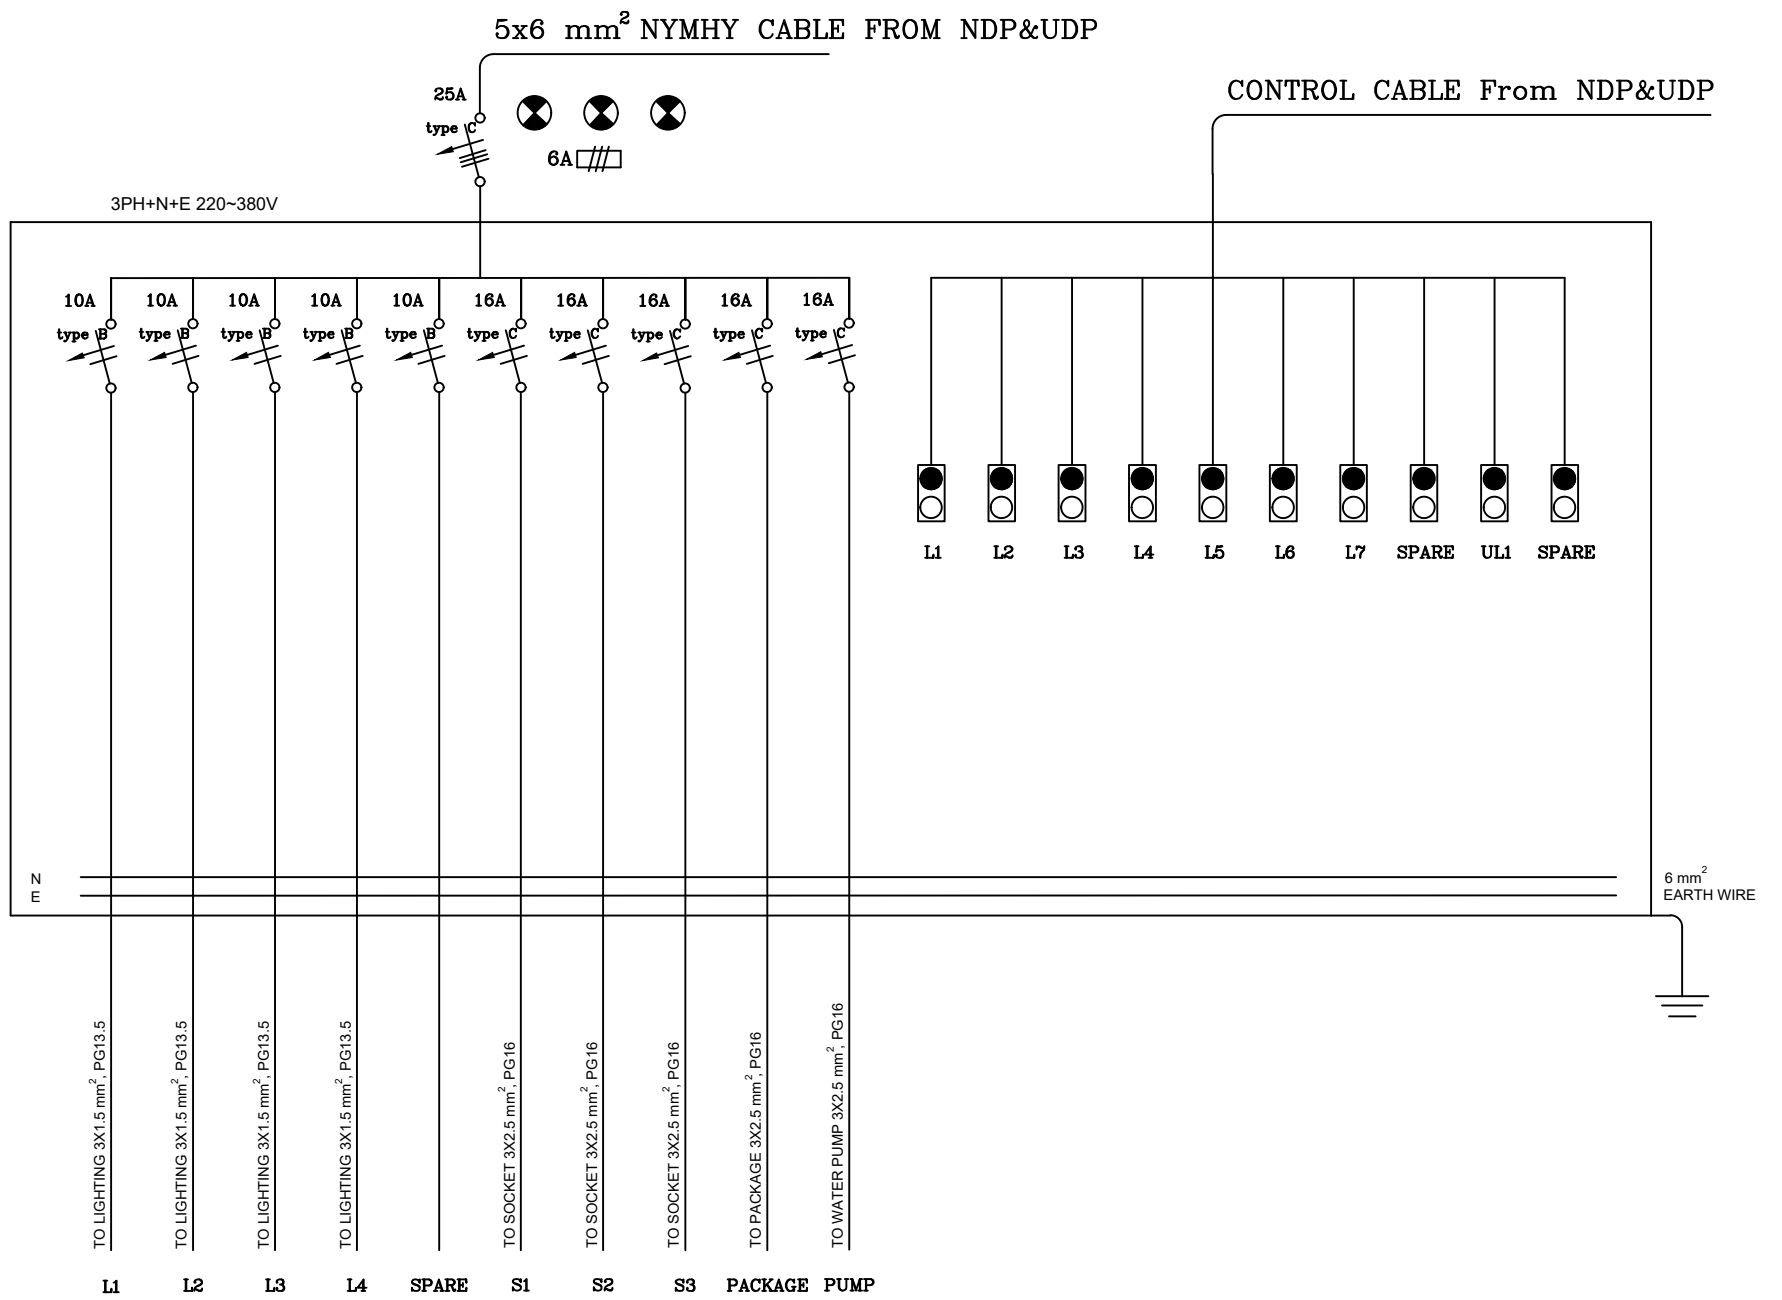 5x6 mm² NYMHY CABLE FROM NDP&UDP
CONTROL CABLE From NDP&UDP
25A
type C
6A
3PH+N+E 220~380V
10A 10A 10A 10A 10A 16A 16A 16A 16A 16A
type B type B type B type B type B type C type C type C type C type C
L1 L2 L3 L4 L5 L6 L7 SPARE UL1 SPARE
N
E
6 mm²
EARTH WIRE
TO LIGHTING 3X1.5 mm², PG13.5
TO LIGHTING 3X1.5 mm², PG13.5
TO LIGHTING 3X1.5 mm², PG13.5
TO LIGHTING 3X1.5 mm², PG13.5
TO SOCKET 3X2.5 mm², PG16
TO SOCKET 3X2.5 mm², PG16
TO SOCKET 3X2.5 mm², PG16
TO PACKAGE 3X2.5 mm², PG16
TO WATER PUMP 3X2.5 mm², PG16
L1 L2 L3 L4 SPARE S1 S2 S3 PACKAGE PUMP